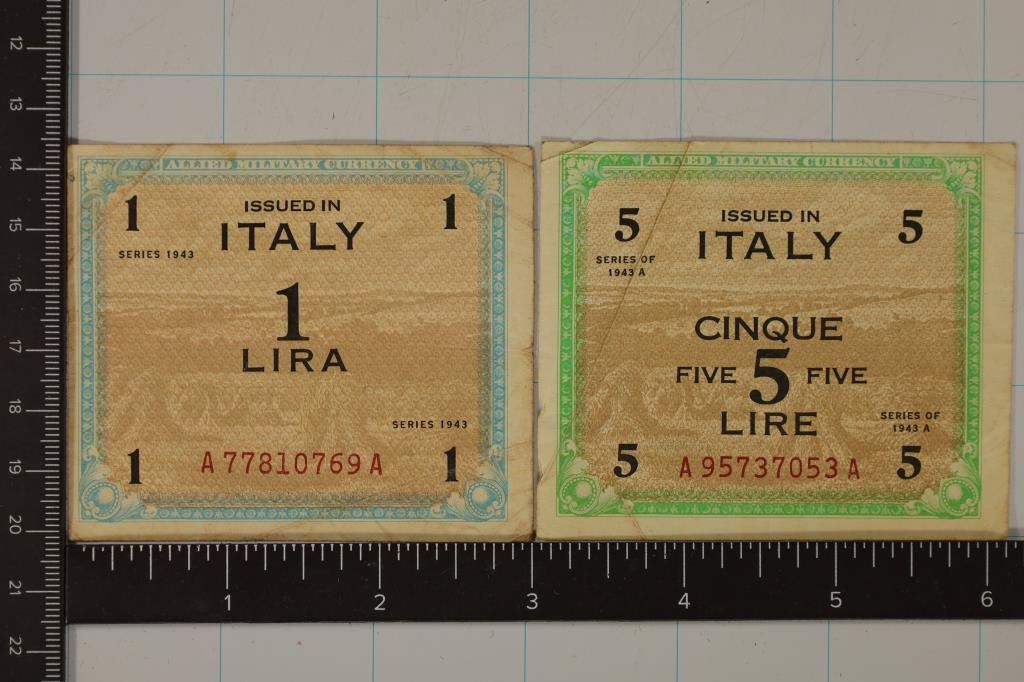 ALLIED MILITARY CURRENCY
1 1
ISSUED IN
ITALY
SERIES 1943
1
LIRA
SERIES 1943
1 A77810769A 1
ALLIED MILITARY CURRENCY
5 5
ISSUED IN
ITALY
SERIES OF
1943 A
CINQUE
FIVE 5 FIVE
LIRE
SERIES OF
1943 A
5 A95737053A 5
12
13
14
15
16
17
18
19
20
21
22
1 2 3 4 5 6